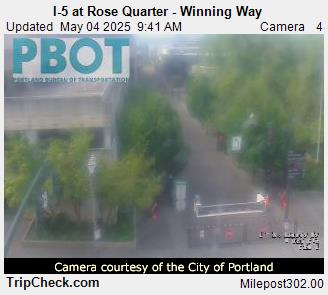 I-5 at Rose Quarter - Winning Way
Updated May 04 2025 9:41 AM Camera 4
PBOT
PORTLAND BUREAU OF TRANSPORTATION
Camera courtesy of the City of Portland
TripCheck.com Milepost302.00